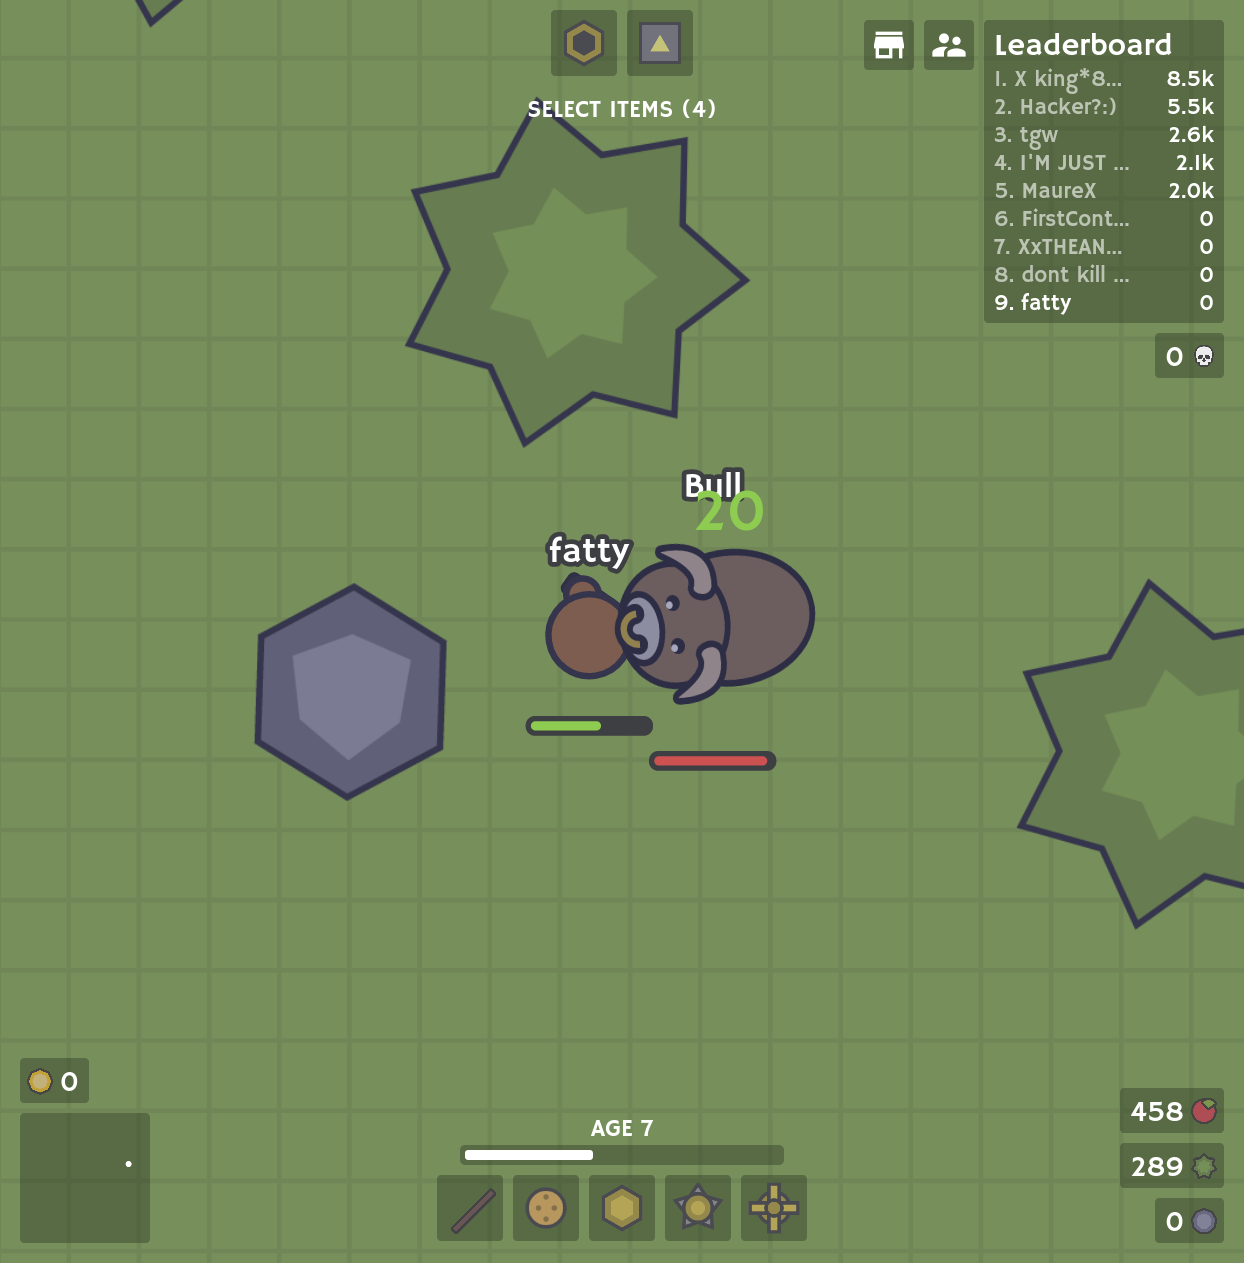 SELECT ITEMS (4)
Leaderboard
1. X king*8... 8.5k
2. Hacker?:) 5.5k
3. tgw 2.6k
4. I'M JUST ... 2.1k
5. MaureX 2.0k
6. FirstCont... 0
7. XxTHEAN... 0
8. dont kill ... 0
9. fatty 0
0
Bull
20
fatty
0
AGE 7
458
289
0